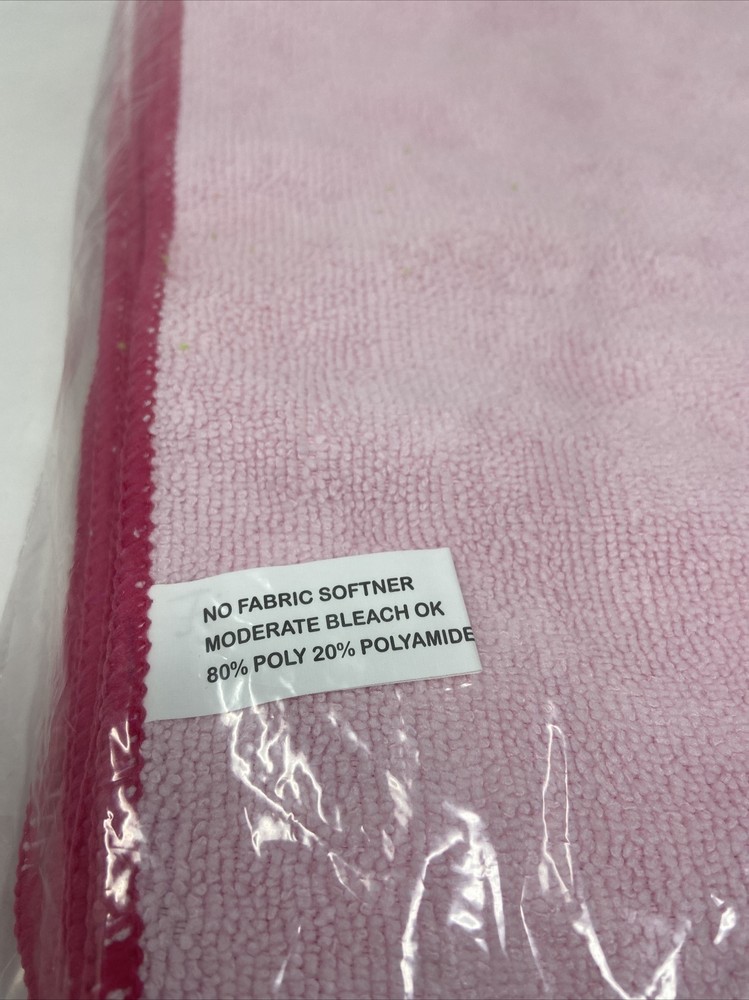 NO FABRIC SOFTNER
MODERATE BLEACH OK
80% POLY 20% POLYAMIDE